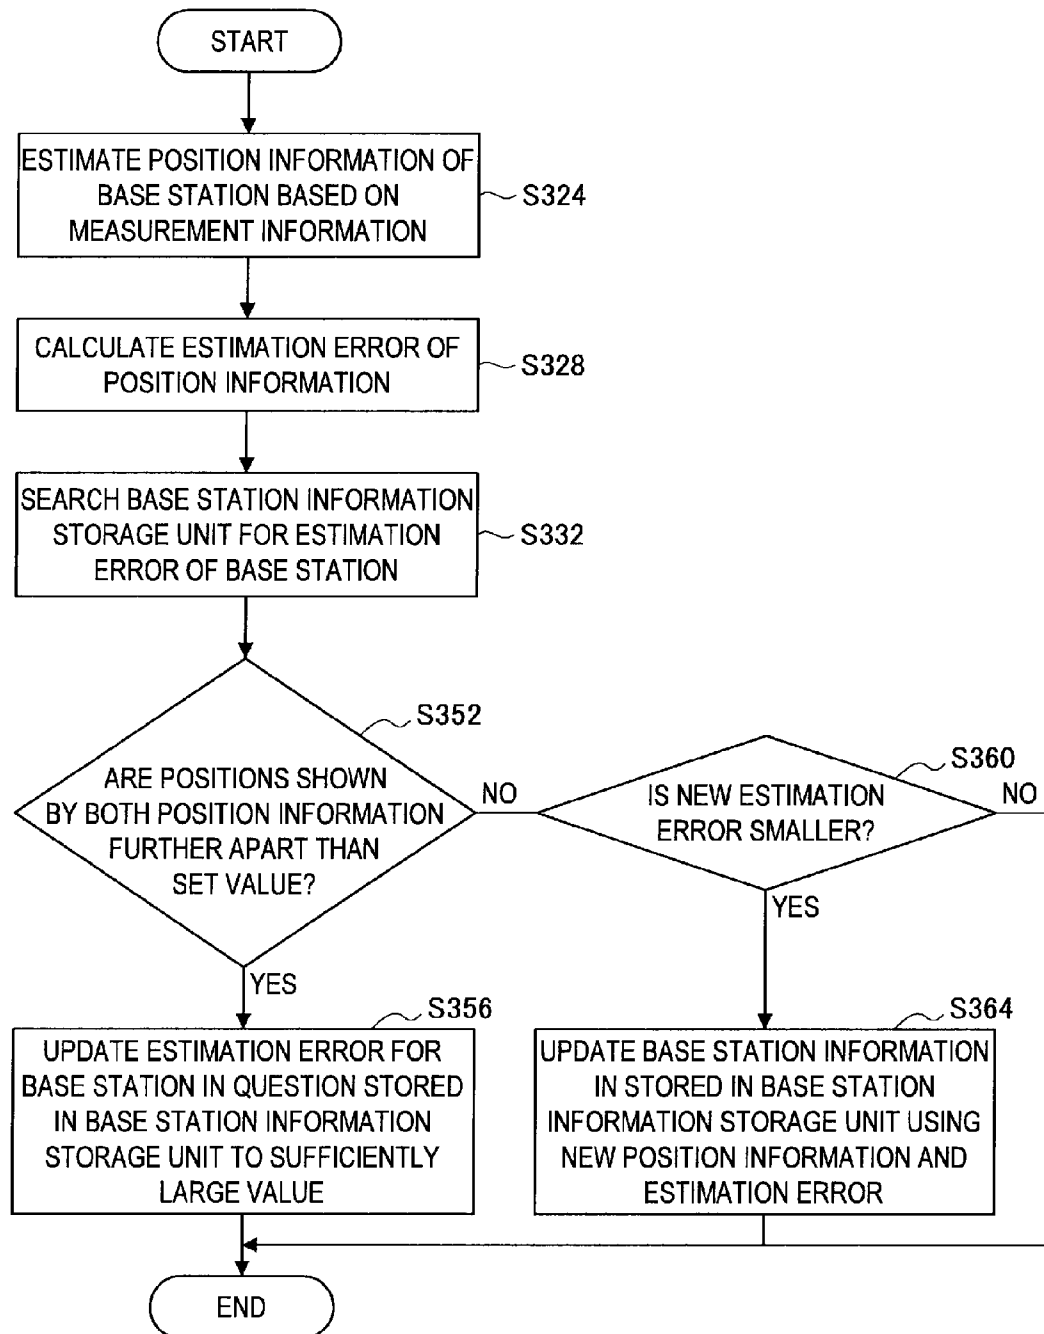 START
ESTIMATE POSITION INFORMATION OF
BASE STATION BASED ON
MEASUREMENT INFORMATION
S324
CALCULATE ESTIMATION ERROR OF
POSITION INFORMATION
S328
SEARCH BASE STATION INFORMATION
STORAGE UNIT FOR ESTIMATION
ERROR OF BASE STATION
S332
S352
ARE POSITIONS SHOWN
BY BOTH POSITION INFORMATION
FURTHER APART THAN
SET VALUE?
NO
S360
IS NEW ESTIMATION
ERROR SMALLER?
NO
YES
YES
S356
UPDATE ESTIMATION ERROR FOR
BASE STATION IN QUESTION STORED
IN BASE STATION INFORMATION
STORAGE UNIT TO SUFFICIENTLY
LARGE VALUE
S364
UPDATE BASE STATION INFORMATION
IN STORED IN BASE STATION
INFORMATION STORAGE UNIT USING
NEW POSITION INFORMATION AND
ESTIMATION ERROR
END